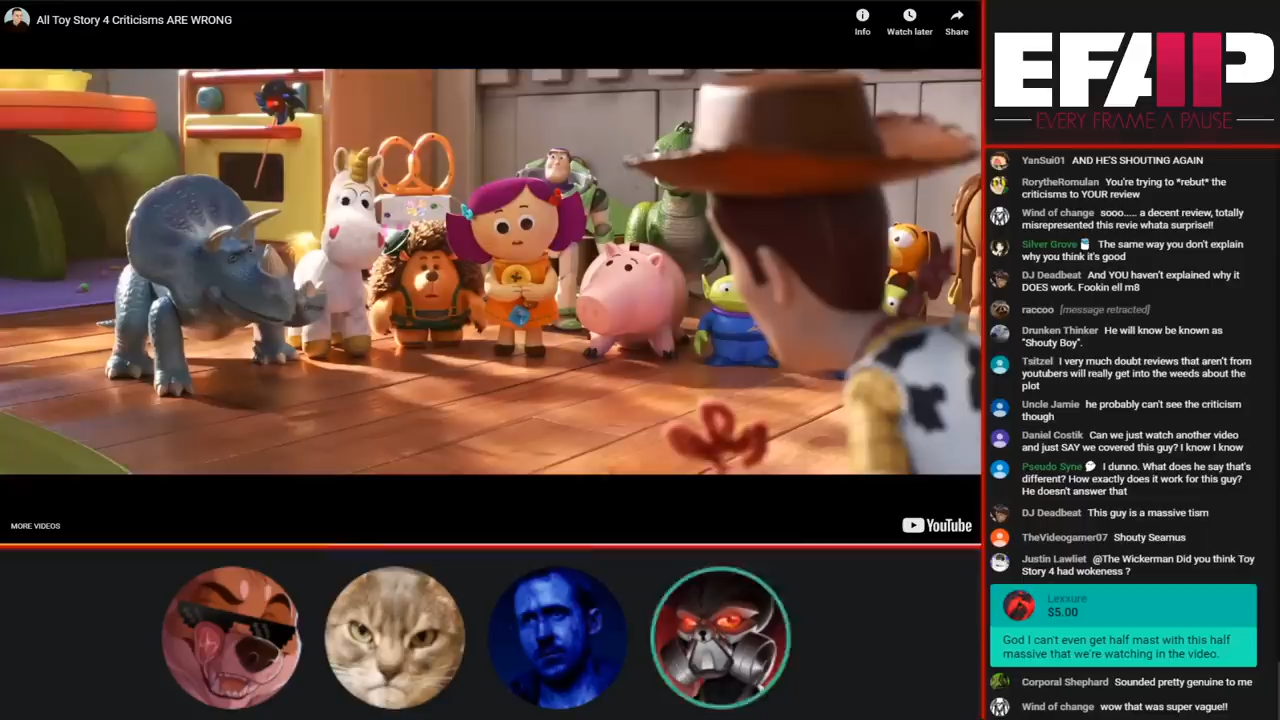 All Toy Story 4 Criticisms ARE WRONG
Info
Watch later
Share
MORE VIDEOS
YouTube
EFAP
EVERY FRAME A PAUSE
YanSui01 AND HE'S SHOUTING AGAIN
RorytheRomulan You're trying to *rebut* the
criticisms to YOUR review
Wind of change sooo..... a decent review, totally
misrepresented this revie whata surprise!!
Silver Grove The same way you don't explain
why you think it's good
DJ Deadbeat And YOU haven't explained why it
DOES work. Fookin ell m8
raccoo [message retracted]
Drunken Thinker He will know be known as
"Shouty Boy".
Tsitzel I very much doubt reviews that aren't from
youtubers will really get into the weeds about the
plot
Uncle Jamie he probably can't see the criticism
though
Daniel Costik Can we just watch another video
and just SAY we covered this guy? I know I know
Pseudo Syne I dunno. What does he say that's
different? How exactly does it work for this guy?
He doesn't answer that
DJ Deadbeat This guy is a massive tism
TheVideogamer07 Shouty Seamus
Justin Lawliet @The Wickerman Did you think Toy
Story 4 had wokeness ?
Lexxure
$5.00
God I can't even get half mast with this half
massive that we're watching in the video.
Corporal Shephard Sounded pretty genuine to me
Wind of change wow that was super vague!!